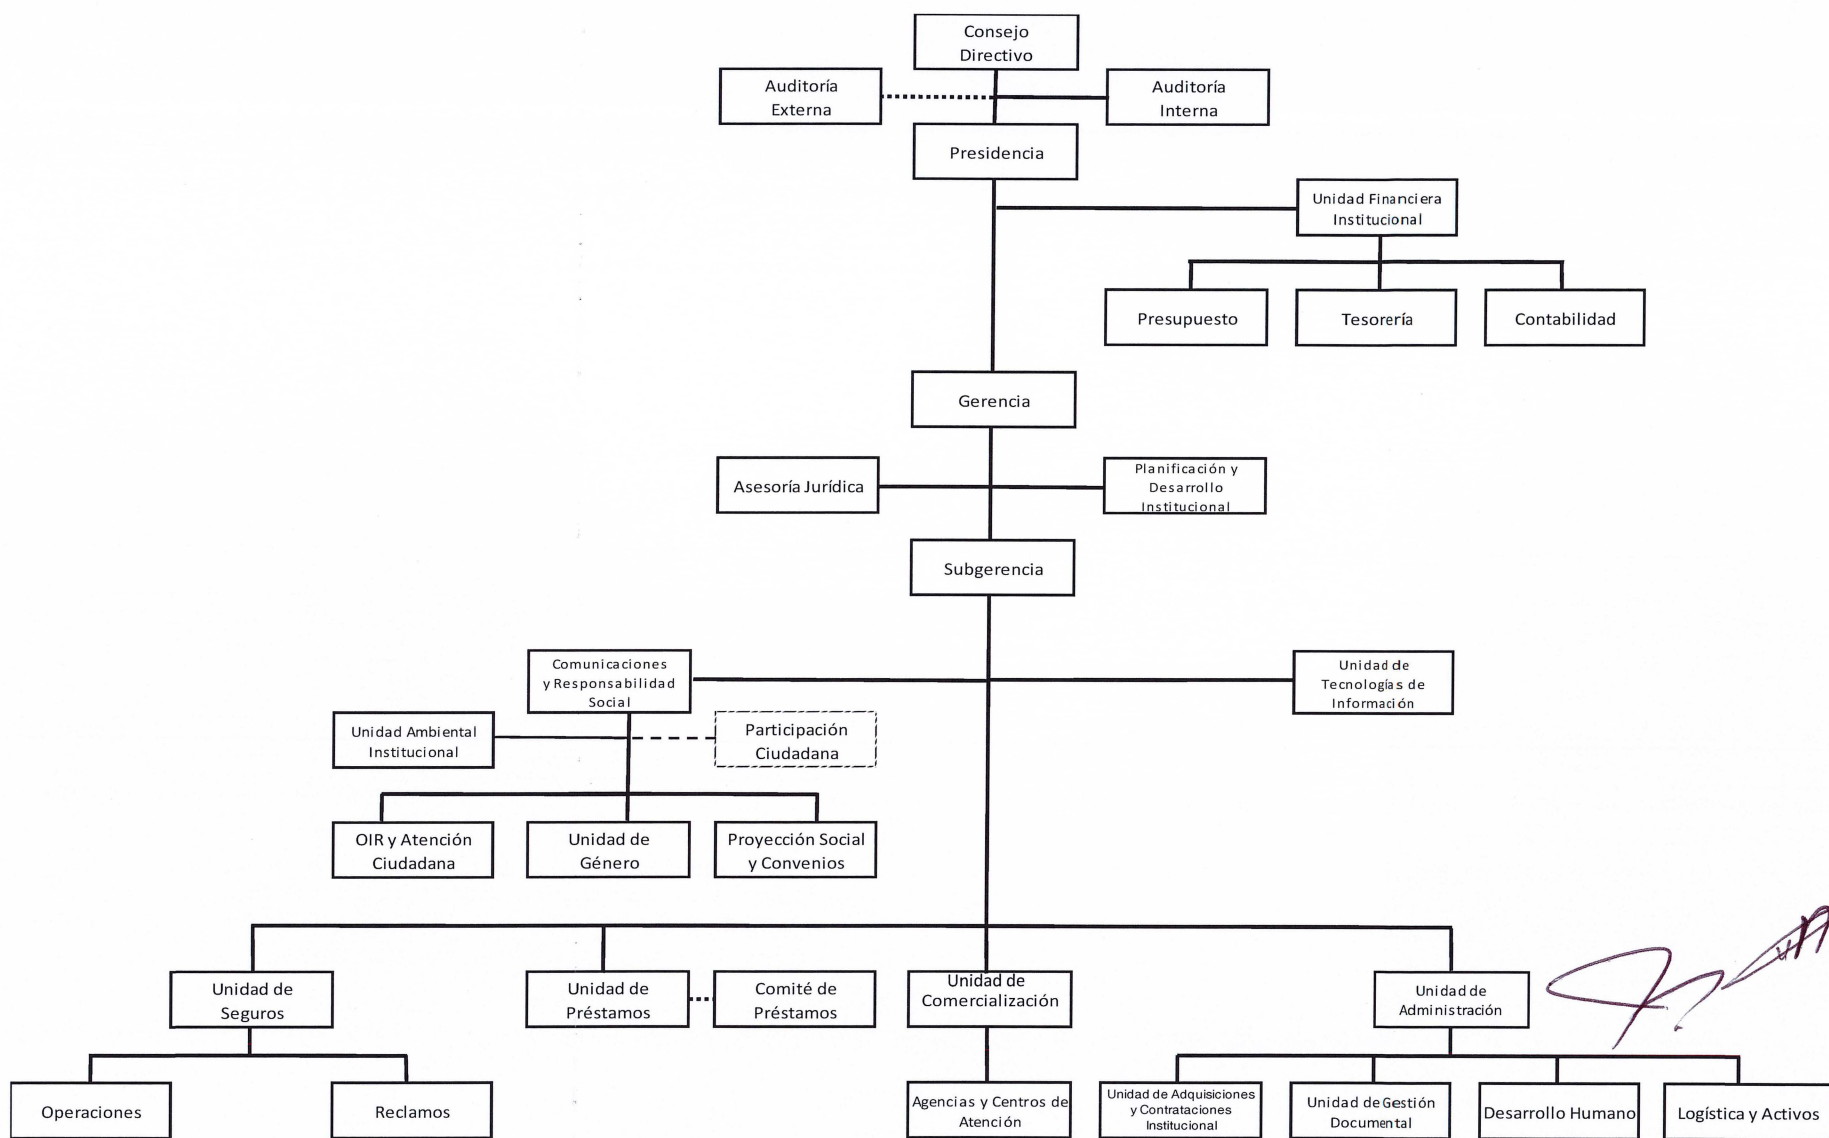 Consejo
Directivo
Auditoría
Externa
Auditoría
Interna
Presidencia
Unidad Financiera
Institucional
Presupuesto
Tesorería
Contabilidad
Gerencia
Asesoría Jurídica
Planificación y
Desarrollo
Institucional
Subgerencia
Comunicaciones
y Responsabilidad
Social
Unidad de
Tecnologías de
Información
Unidad Ambiental
Institucional
Participación
Ciudadana
OIR y Atención
Ciudadana
Unidad de
Género
Proyección Social
y Convenios
Unidad de
Seguros
Unidad de
Préstamos
Comité de
Préstamos
Unidad de
Comercialización
Unidad de
Administración
Operaciones
Reclamos
Agencias y Centros de
Atención
Unidad de Adquisiciones
y Contrataciones
Institucional
Unidad de Gestión
Documental
Desarrollo Humano
Logística y Activos